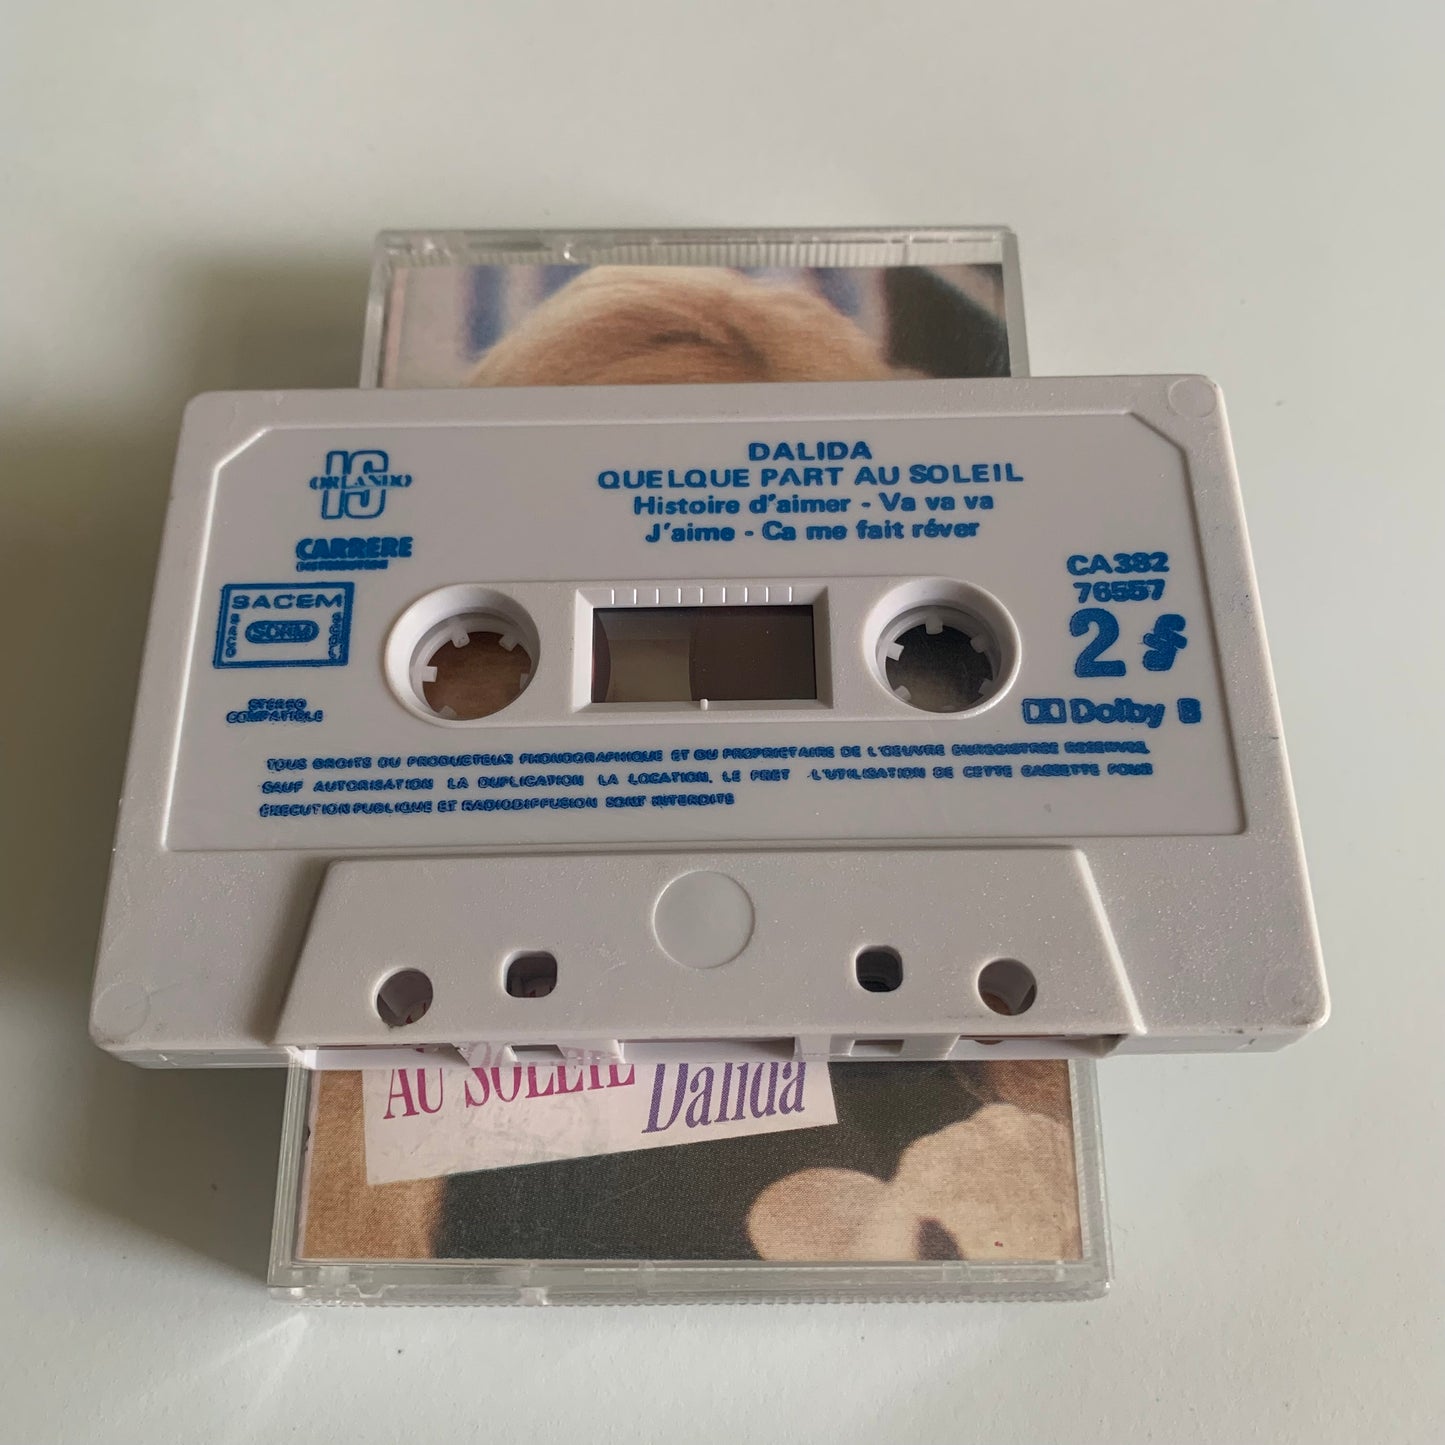 IS
ORLANDO
CARRERE
DISTRIBUTION
SACEM
SDRM
STEREO
COMPATIBLE
DALIDA
QUELQUE PART AU SOLEIL
Histoire d'aimer - Va va va
J'aime - Ca me fait réver
CA382
76557
2
Dolby B
TOUS DROITS DU PRODUCTEUR PHONOGRAPHIQUE ET DU PROPRIETAIRE DE L'OEUVRE ENREGISTREE RESERVES.
SAUF AUTORISATION LA DUPLICATION LA LOCATION, LE PRET L'UTILISATION DE CETTE CASSETTE POUR
EXECUTION PUBLIQUE ET RADIODIFFUSION SONT INTERDITS
AU SOLEIL Dalida